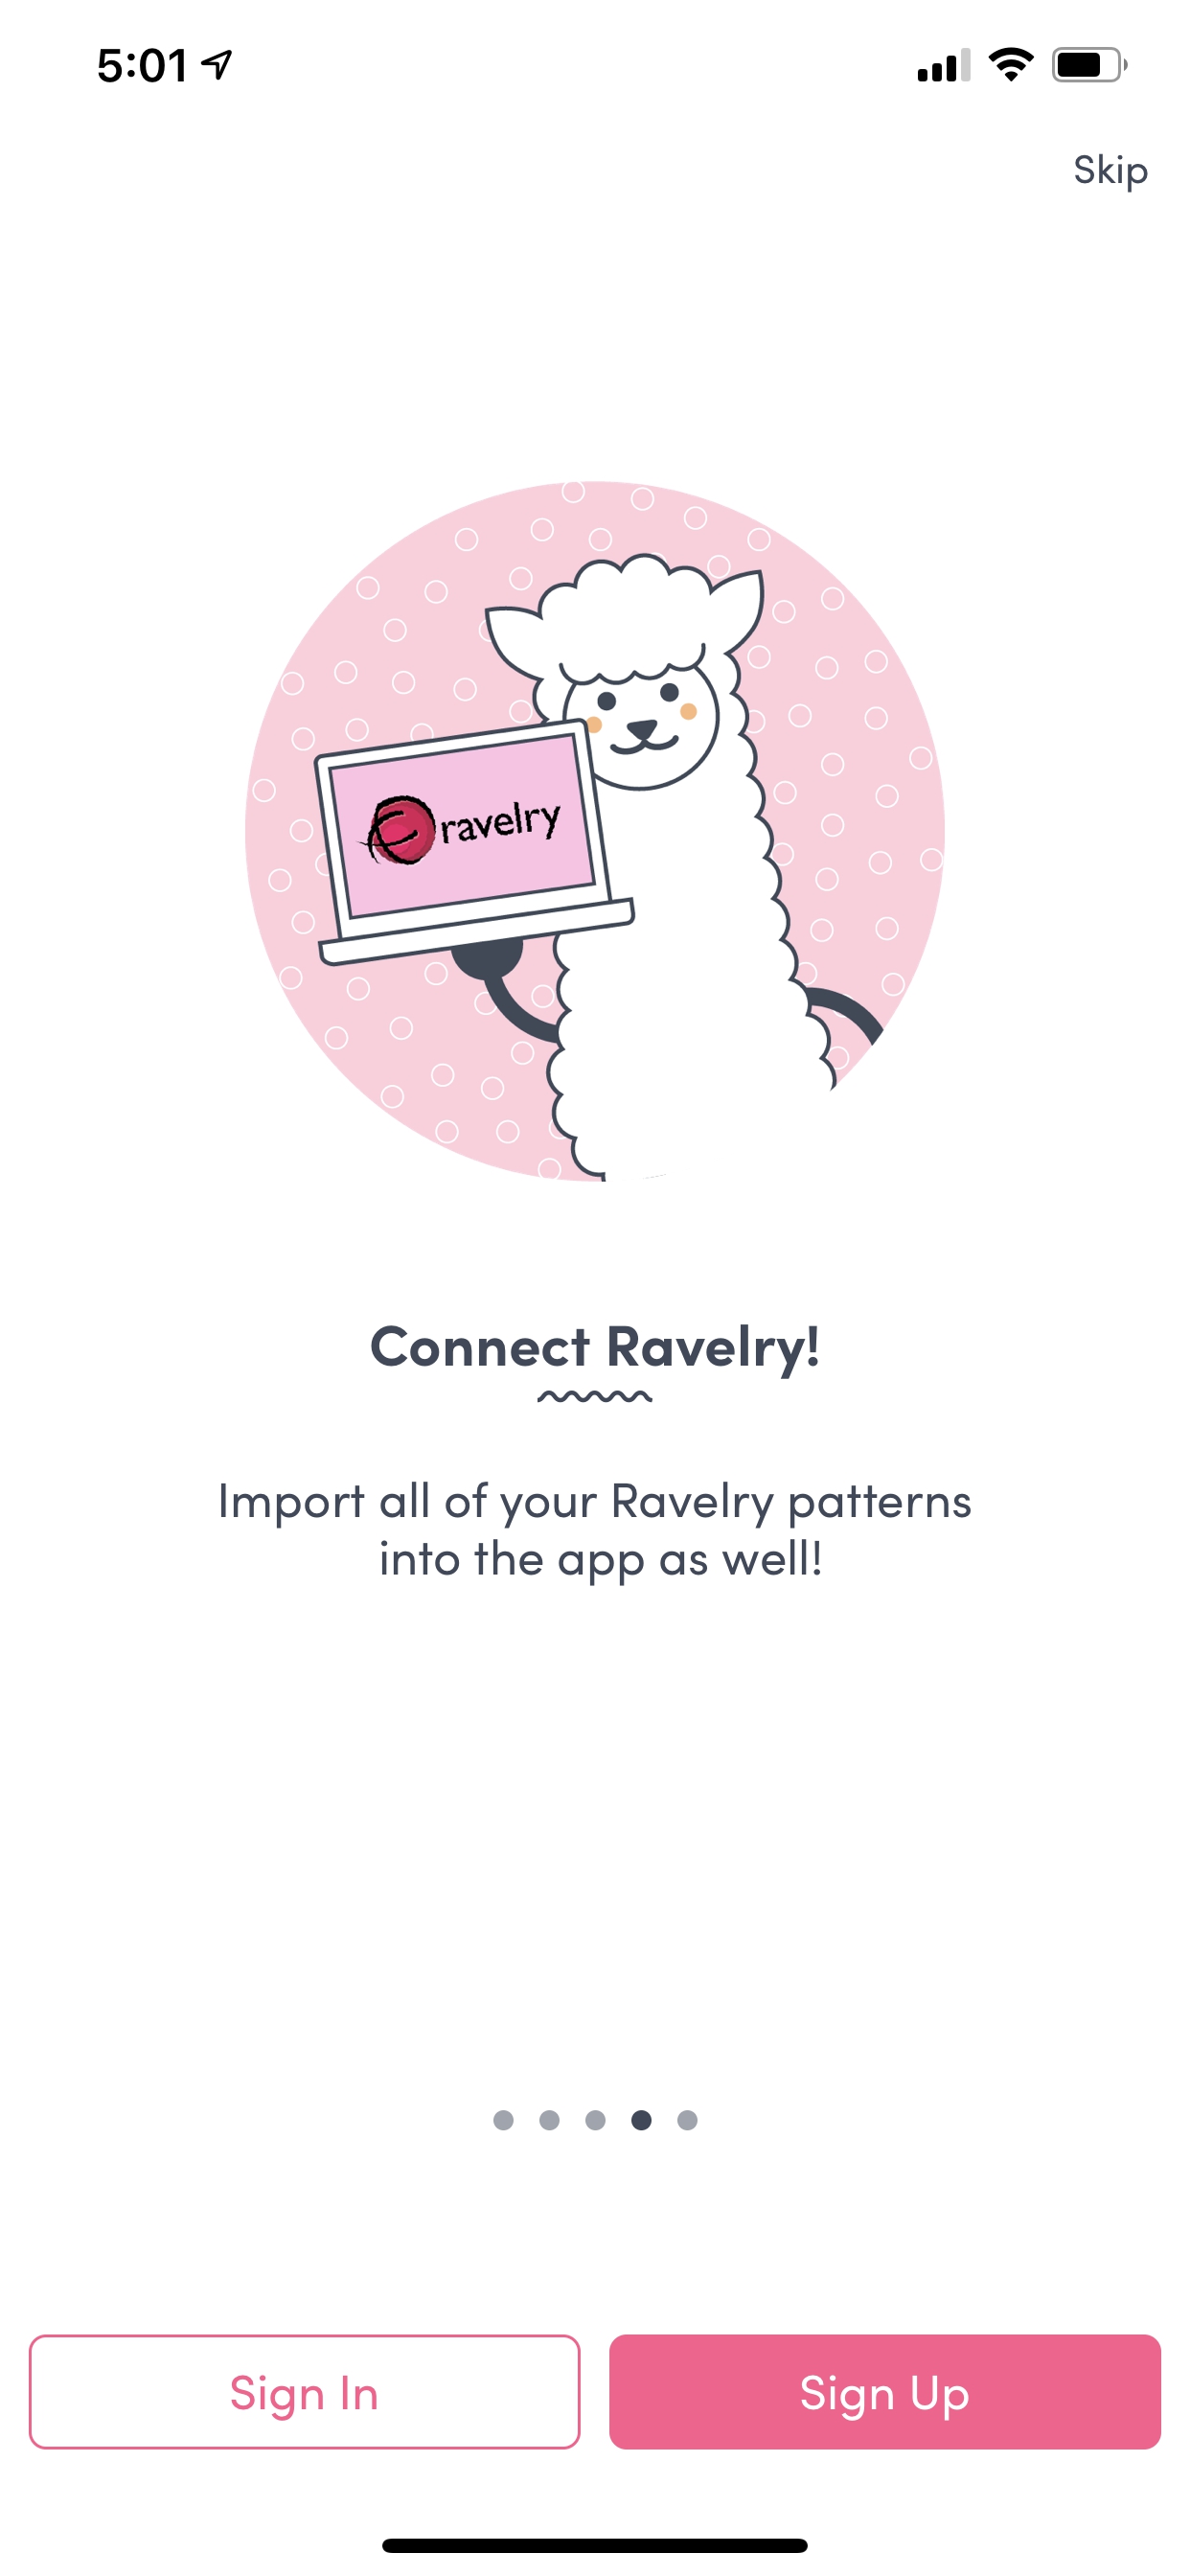 5:01
Skip
ravelry
Connect Ravelry!
Import all of your Ravelry patterns
into the app as well!
Sign In
Sign Up